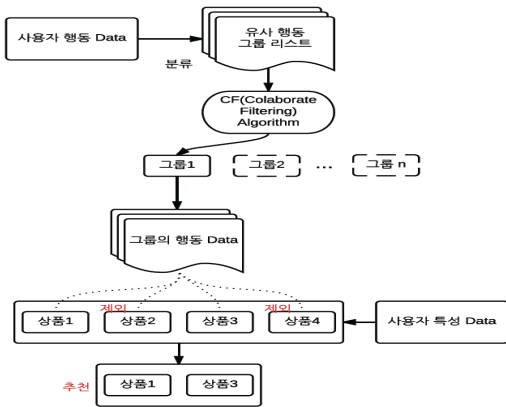 사용자 행동 Data
유사 행동
그룹 리스트
분류
CF(Colaborate
Filtering)
Algorithm
그룹1
그룹2
...
그룹 n
그룹의 행동 Data
제외
제외
상품1
상품2
상품3
상품4
사용자 특성 Data
추천
상품1
상품3